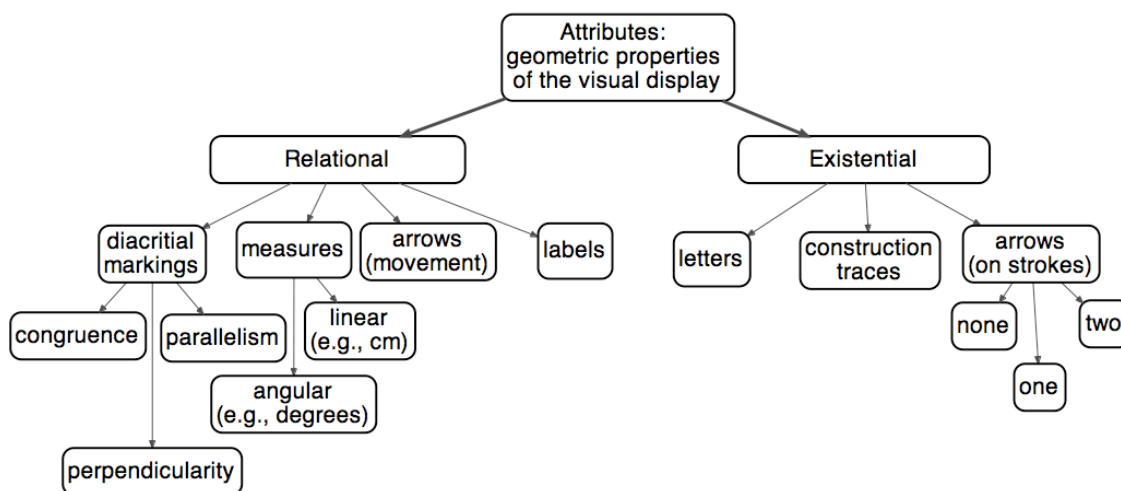 Attributes:
geometric properties
of the visual display
Relational
Existential
diacritial
markings
measures
arrows
(movement)
labels
letters
construction
traces
arrows
(on strokes)
congruence
parallelism
linear
(e.g., cm)
none
two
angular
(e.g., degrees)
one
perpendicularity